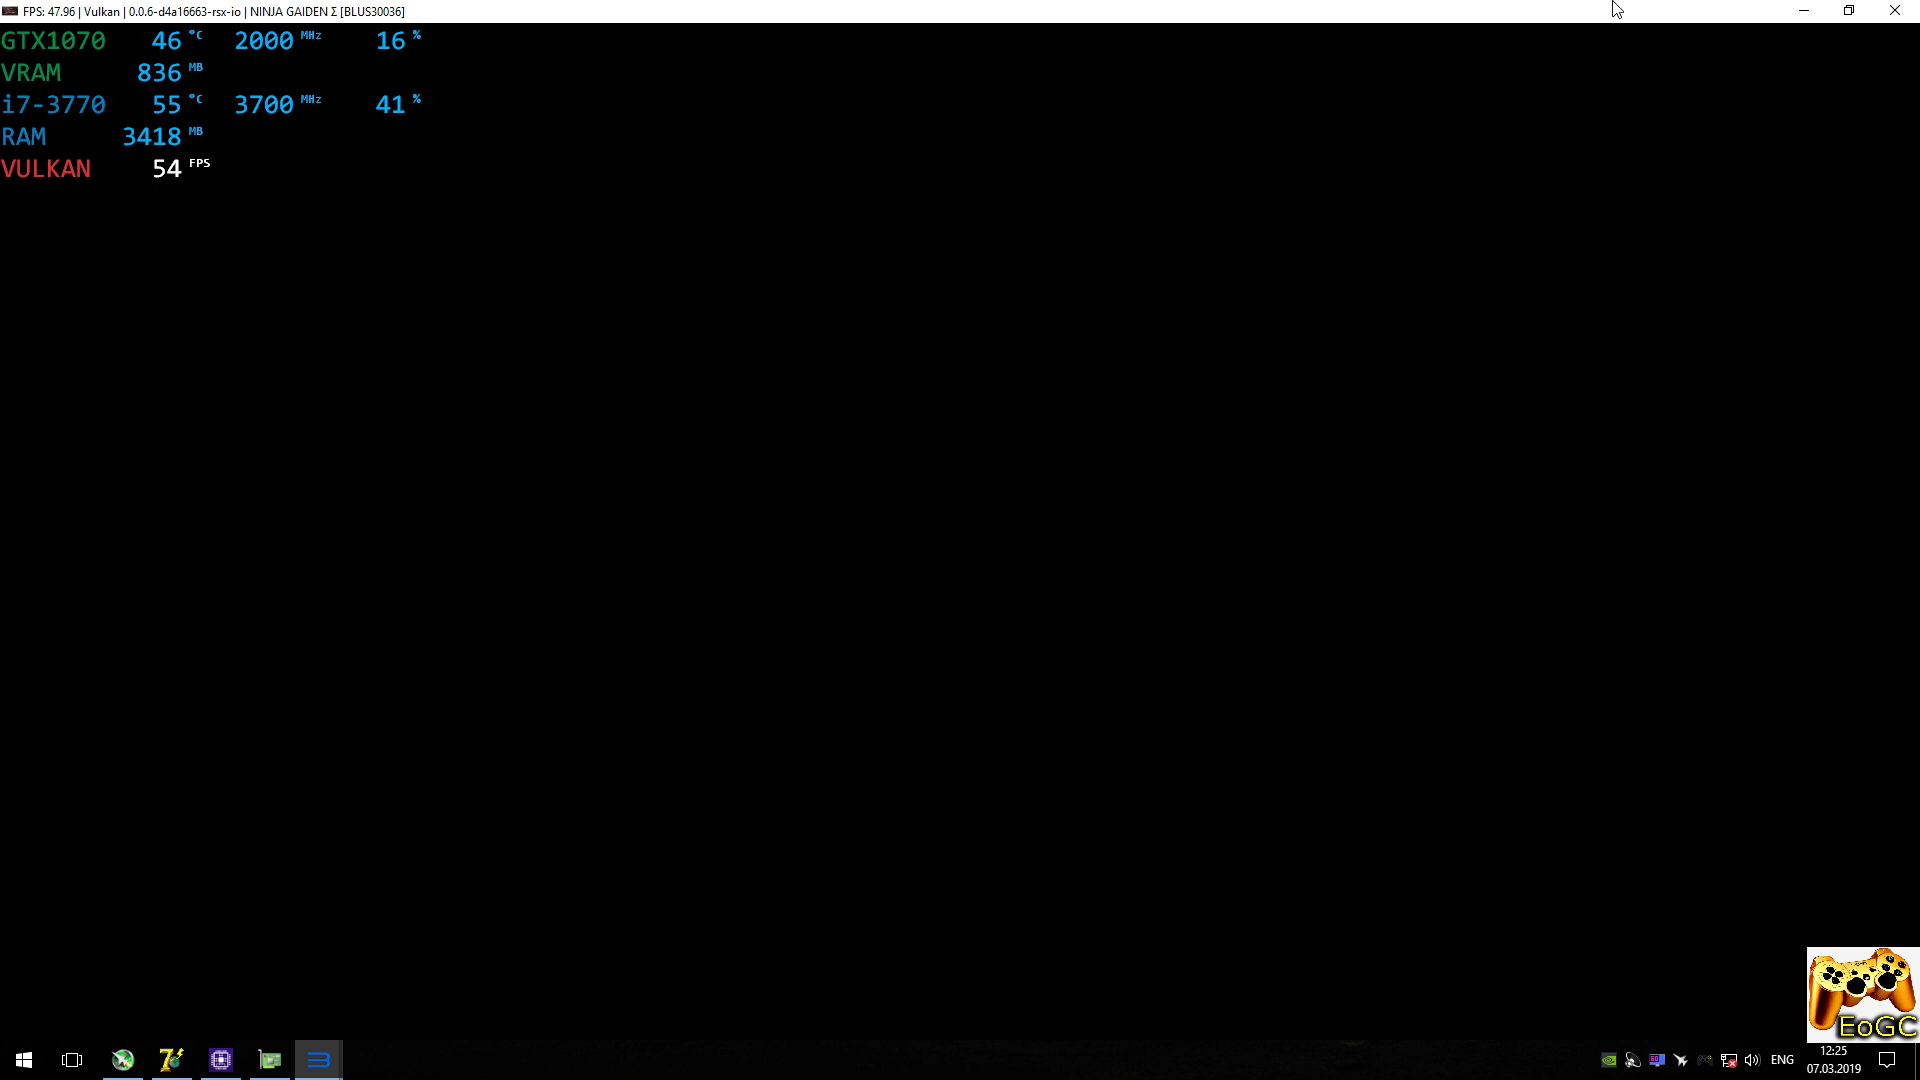 FPS: 47.96 | Vulkan | 0.0.6-d4a16663-rsx-io | NINJA GAIDEN Σ [BLUS30036]
GTX1070 46 °C 2000 MHz 16 %
VRAM 836 MB
i7-3770 55 °C 3700 MHz 41 %
RAM 3418 MB
VULKAN 54 FPS
EoGC
7
60
ENG
12:25
07.03.2019